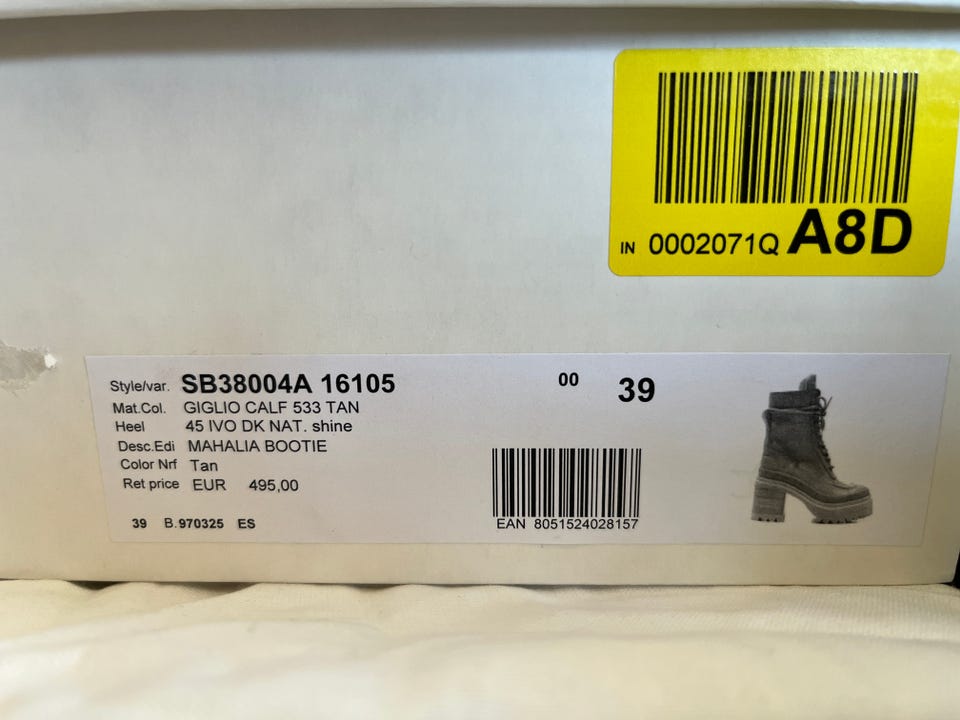 IN 0002071Q A8D
Style/var. SB38004A 16105 00 39
Mat.Col. GIGLIO CALF 533 TAN
Heel 45 IVO DK NAT. shine
Desc.Edi MAHALIA BOOTIE
Color Nrf Tan
Ret price EUR 495,00
39 B.970325 ES
EAN 8051524028157